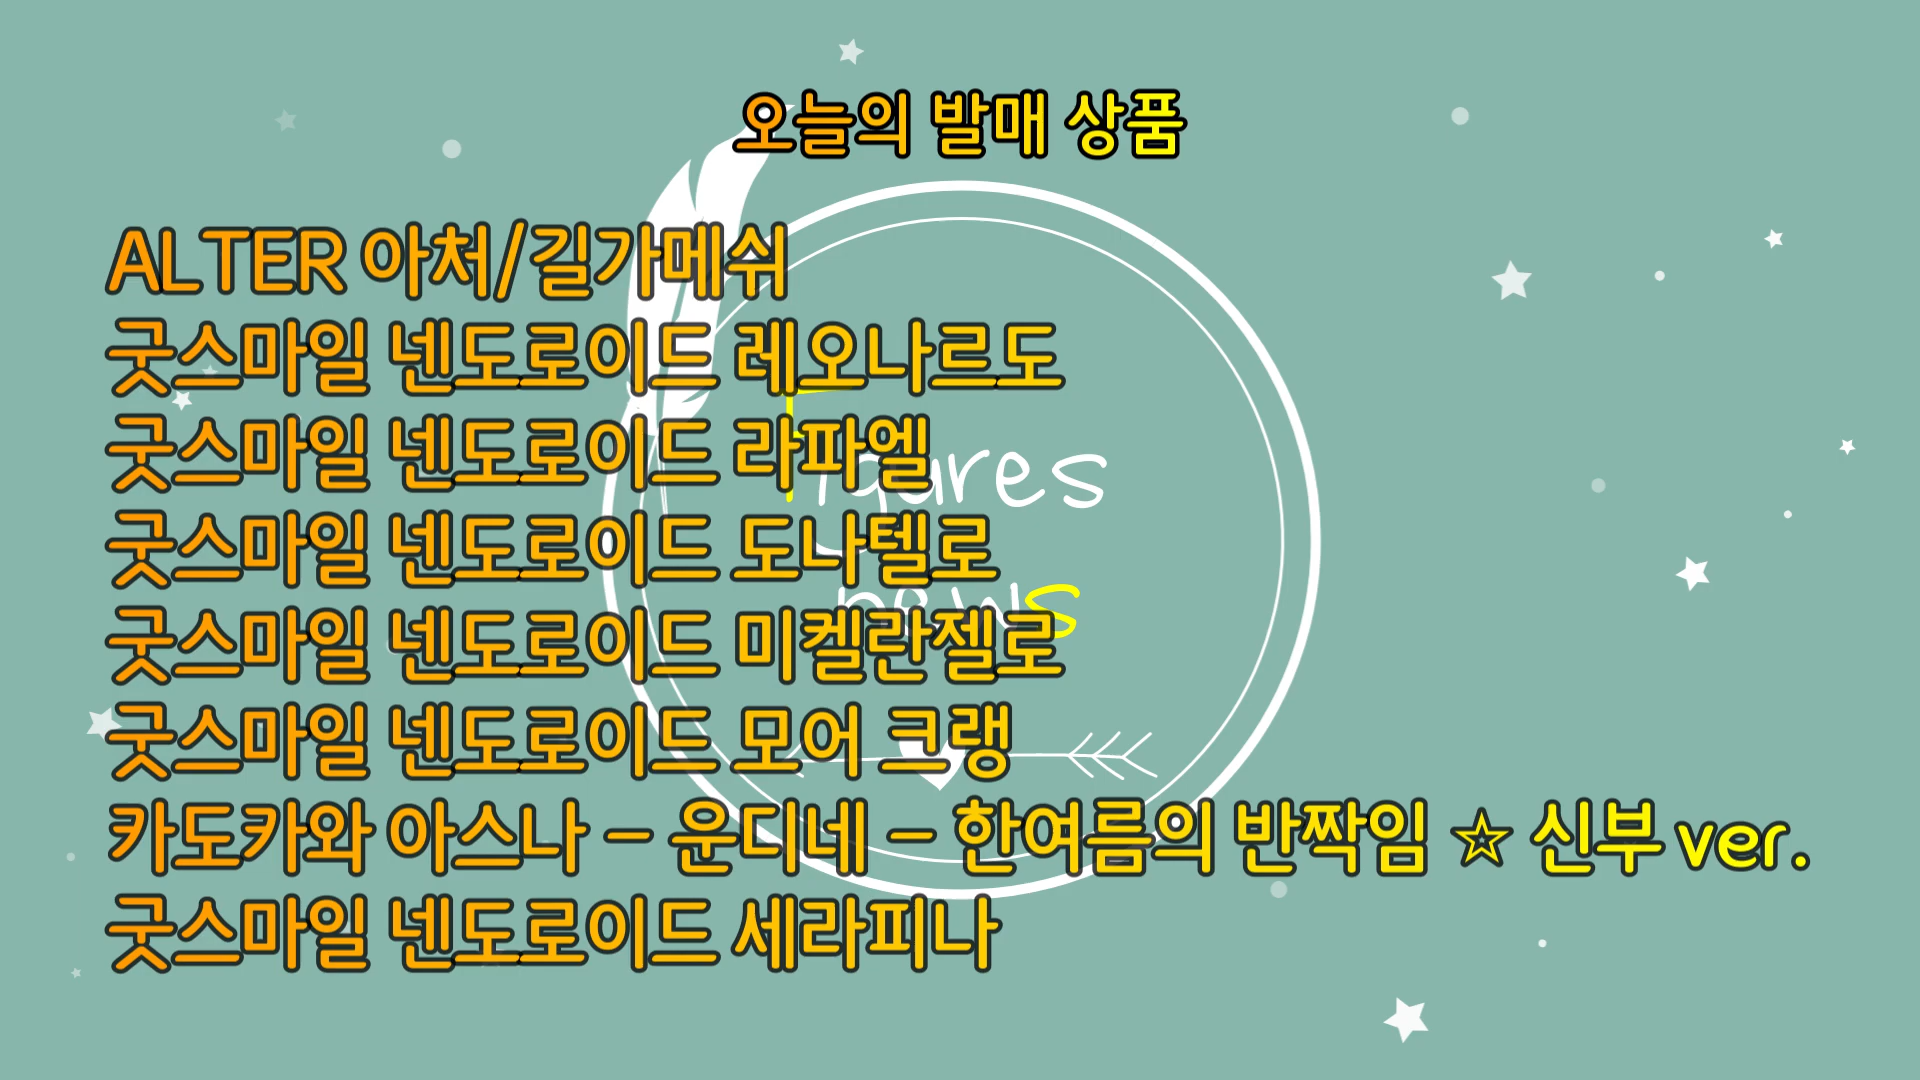 오늘의 발매 상품
ALTER 아쳐/길가메쉬
굿스마일 넨도로이드 레오나르도
굿스마일 넨도로이드 라파엘
Figures
굿스마일 넨도로이드 도나텔로
news
굿스마일 넨도로이드 미켈란젤로
굿스마일 넨도로이드 모어 크랭
카도카와 아스나 – 운디네 – 한여름의 반짝임 ☆ 신부 ver.
굿스마일 넨도로이드 세라피나